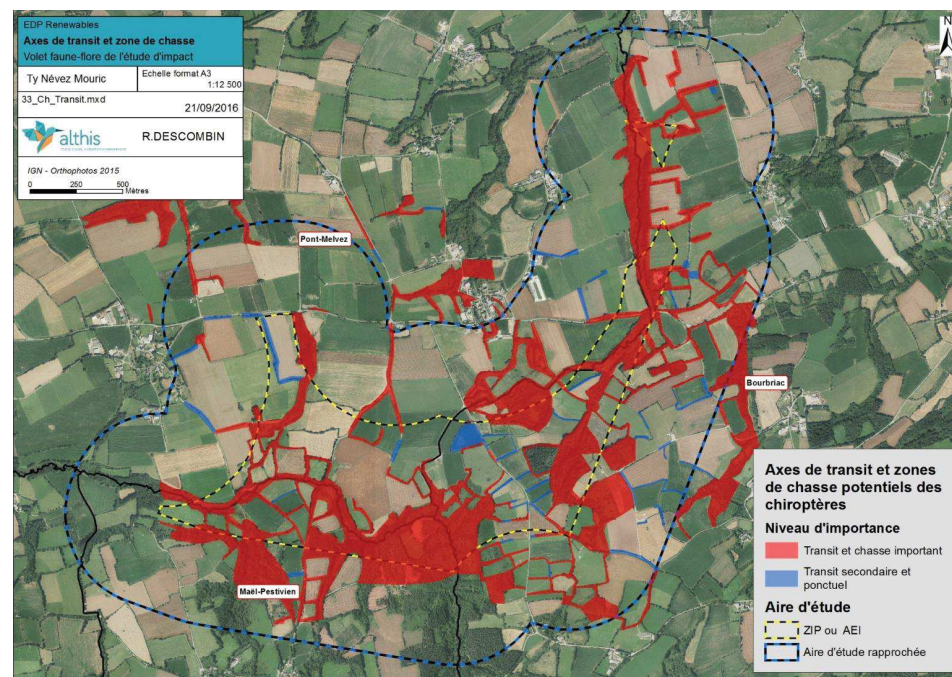 EDP Renewables
Axes de transit et zone de chasse
Volet faune-flore de l'étude d'impact
Ty Névez Mouric
Echelle format A3
1:12 500
33_Ch_Transit.mxd
21/09/2016
althis
R.DESCOMBIN
IGN - Orthophotos 2015
0 250 500
Mètres
N
Pont-Melvez
Bourbriac
Maël-Pestivien
Axes de transit et zones
de chasse potentiels des
chiroptères
Niveau d'importance
Transit et chasse important
Transit secondaire et
ponctuel
Aire d'étude
ZIP ou AEI
Aire d'étude rapprochée